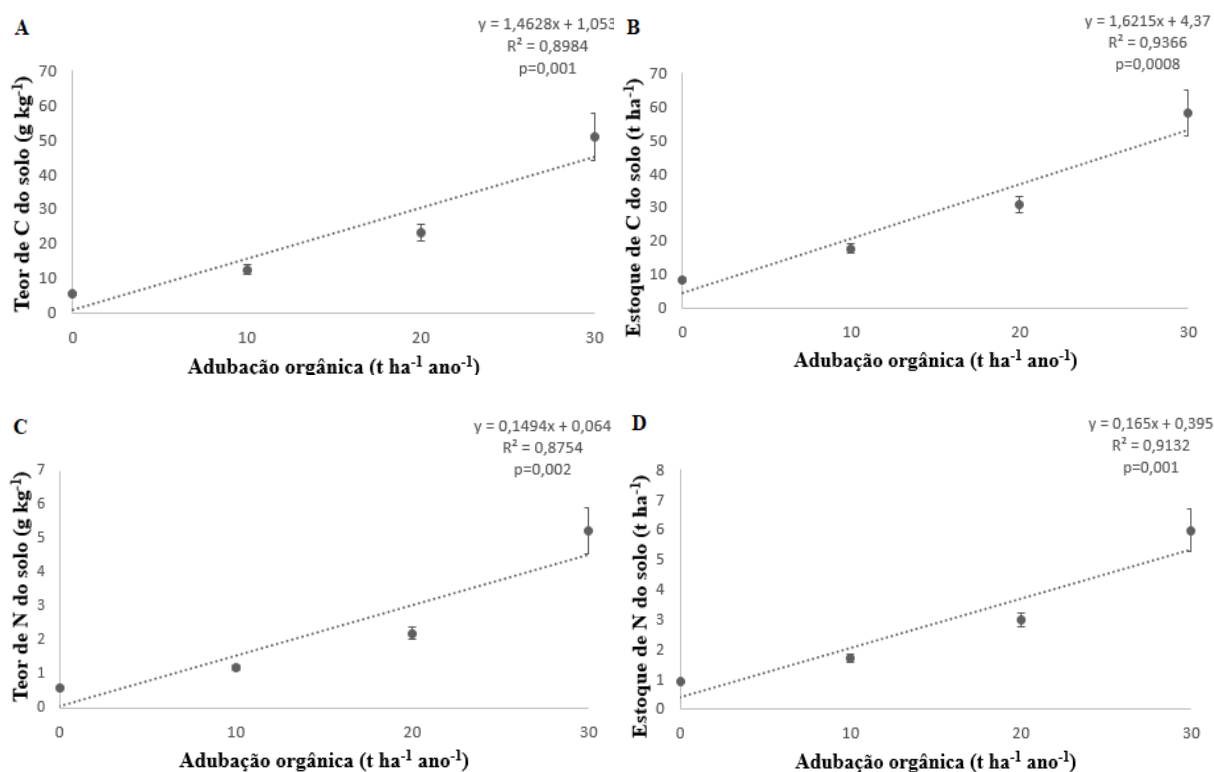 A
y = 1,4628x + 1,053
R² = 0,8984
p=0,001
Teor de C do solo (g kg⁻¹)
70
60
50
40
30
20
10
0
0 10 20 30
Adubação orgânica (t ha⁻¹ ano⁻¹)
B
y = 1,6215x + 4,37
R² = 0,9366
p=0,0008
Estoque de C do solo (t ha⁻¹)
70
60
50
40
30
20
10
0
0 10 20 30
Adubação orgânica (t ha⁻¹ ano⁻¹)
C
y = 0,1494x + 0,064
R² = 0,8754
p=0,002
Teor de N do solo (g kg⁻¹)
7
6
5
4
3
2
1
0
0 10 20 30
Adubação orgânica (t ha⁻¹ ano⁻¹)
D
y = 0,165x + 0,395
R² = 0,9132
p=0,001
Estoque de N do solo (t ha⁻¹)
8
7
6
5
4
3
2
1
0
0 10 20 30
Adubação orgânica (t ha⁻¹ ano⁻¹)